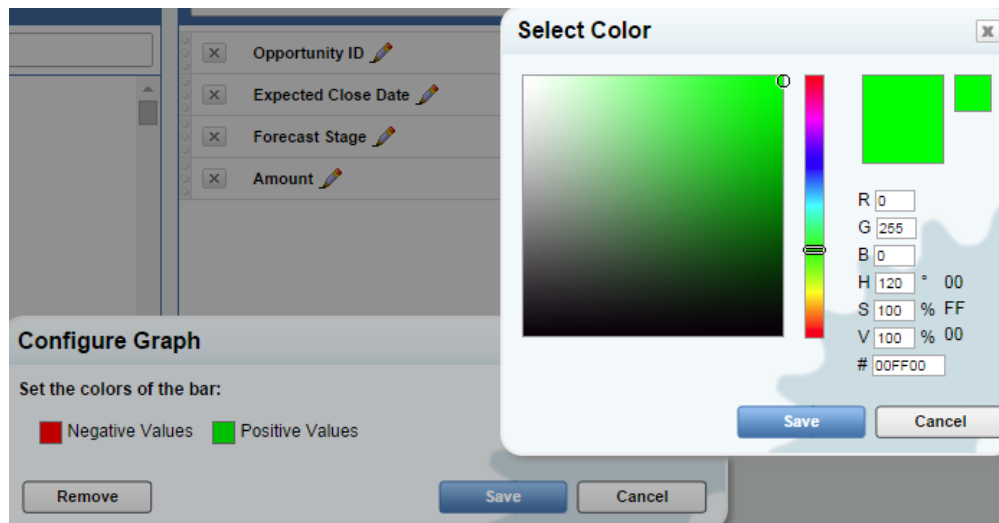 Opportunity ID
Expected Close Date
Forecast Stage
Amount
Configure Graph
Set the colors of the bar:
Negative Values Positive Values
Remove Save Cancel
Select Color
R 0
G 255
B 0
H 120 ° 00
S 100 % FF
V 100 % 00
# 00FF00
Save Cancel